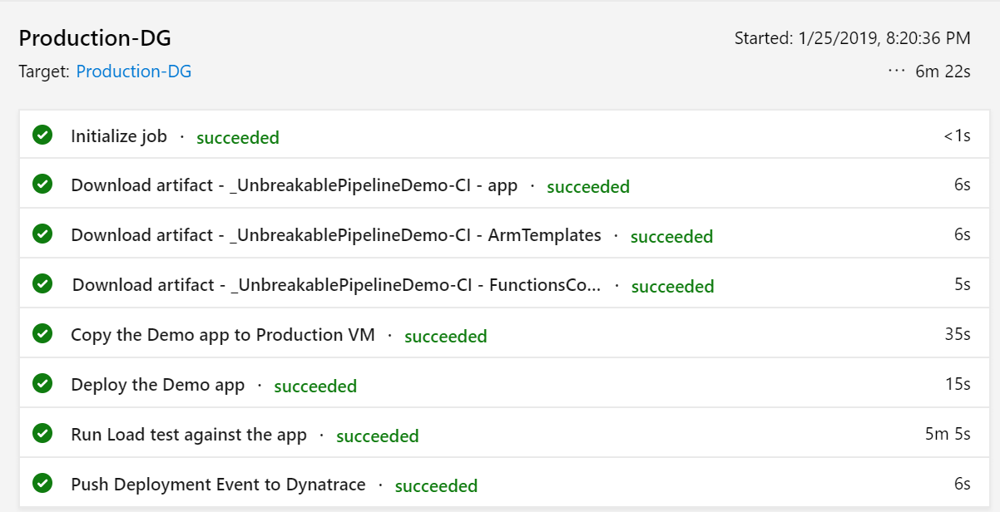 Production-DG Started: 1/25/2019, 8:20:36 PM
Target: Production-DG ··· 6m 22s
Initialize job · succeeded <1s
Download artifact - _UnbreakablePipelineDemo-CI - app · succeeded 6s
Download artifact - _UnbreakablePipelineDemo-CI - ArmTemplates · succeeded 6s
Download artifact - _UnbreakablePipelineDemo-CI - FunctionsCo... · succeeded 5s
Copy the Demo app to Production VM · succeeded 35s
Deploy the Demo app · succeeded 15s
Run Load test against the app · succeeded 5m 5s
Push Deployment Event to Dynatrace · succeeded 6s